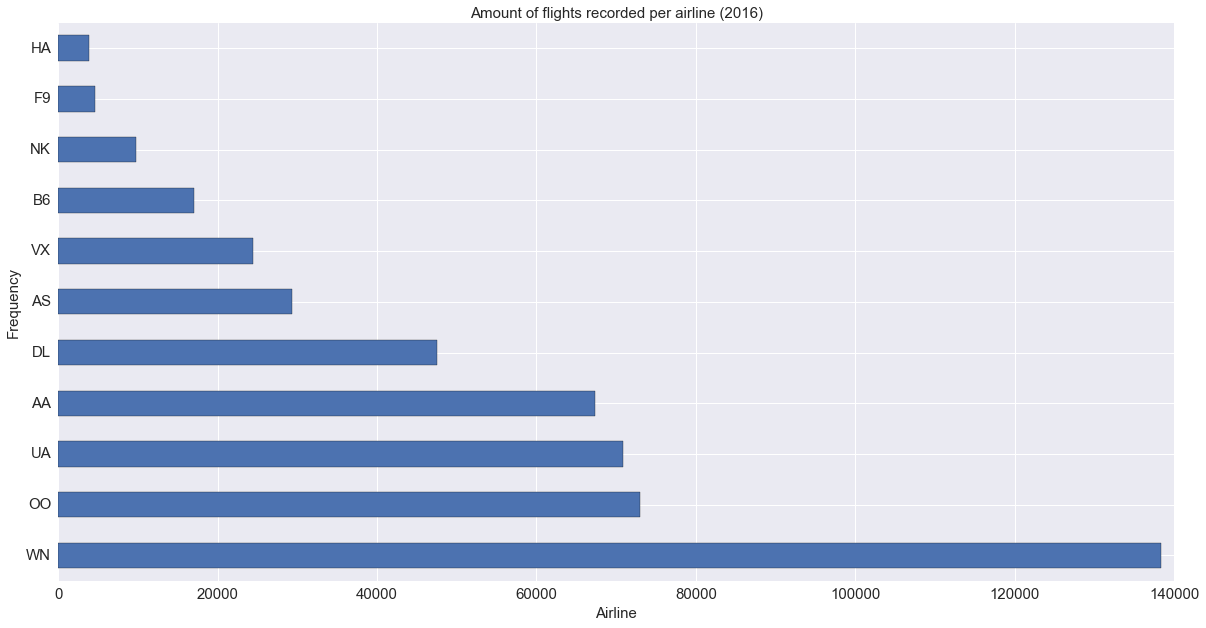 Amount of flights recorded per airline (2016)
HA
F9
NK
B6
VX
AS
DL
AA
UA
OO
WN
Frequency
0 20000 40000 60000 80000 100000 120000 140000
Airline